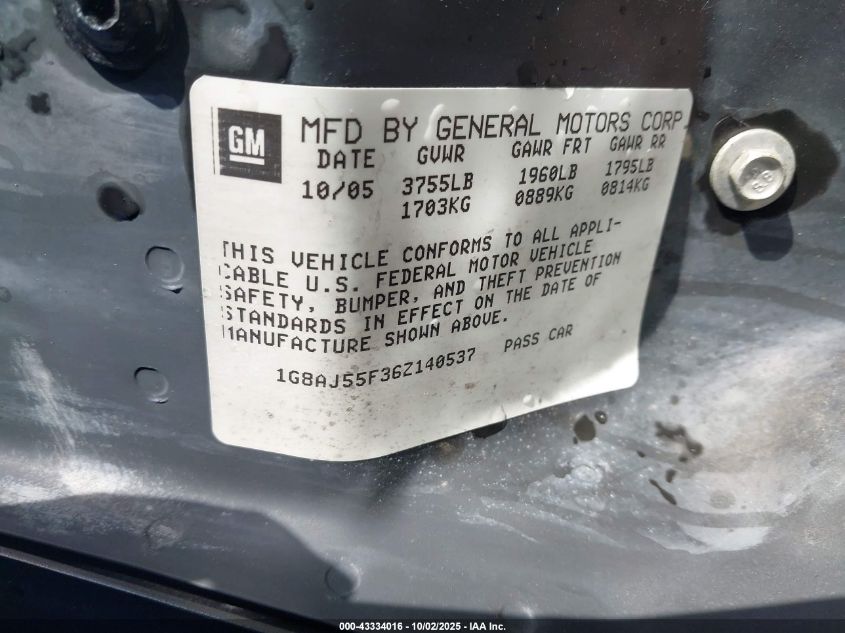 GM
MFD BY GENERAL MOTORS CORP
DATE GVWR GAWR FRT GAWR RR
10/05 3755LB 1960LB 1795LB
1703KG 0889KG 0814KG
THIS VEHICLE CONFORMS TO ALL APPLI-
CABLE U.S. FEDERAL MOTOR VEHICLE
SAFETY, BUMPER, AND THEFT PREVENTION
STANDARDS IN EFFECT ON THE DATE OF
MANUFACTURE SHOWN ABOVE.
1G8AJ55F36Z140537 PASS CAR
000-43334016 - 10/02/2025 - IAA Inc.